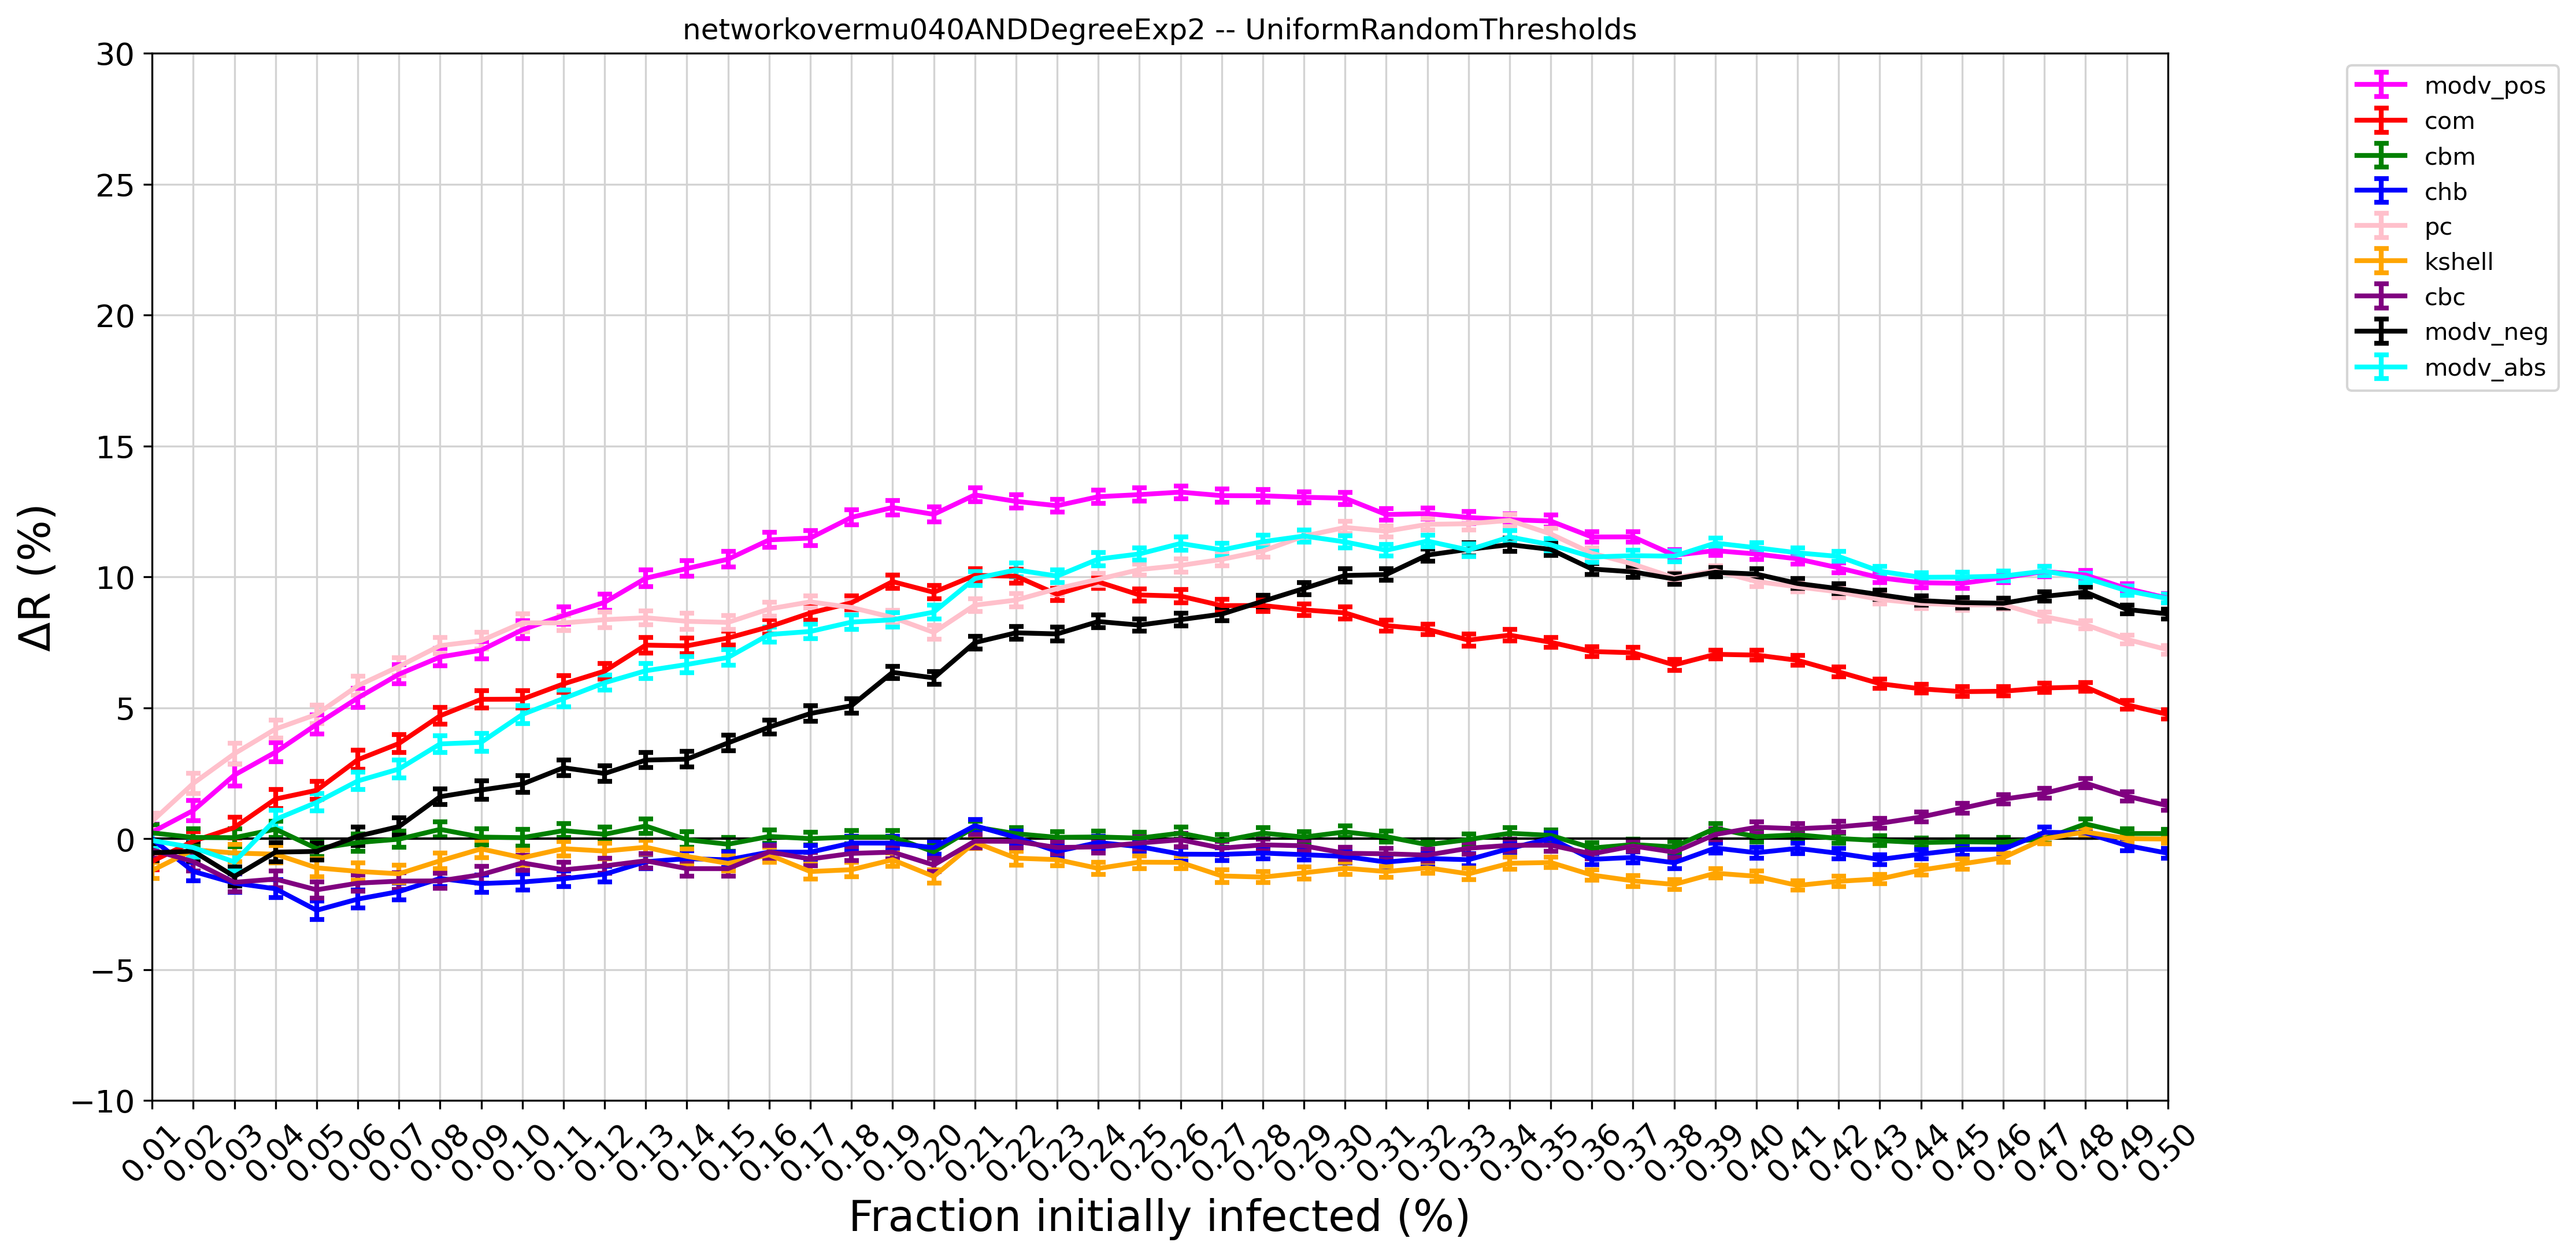 networkovermu040ANDDegreeExp2 -- UniformRandomThresholds
30
25
20
15
10
5
0
−5
−10
ΔR (%)
0.01 0.02 0.03 0.04 0.05 0.06 0.07 0.08 0.09 0.10 0.11 0.12 0.13 0.14 0.15 0.16 0.17 0.18 0.19 0.20 0.21 0.22 0.23 0.24 0.25 0.26 0.27 0.28 0.29 0.30 0.31 0.32 0.33 0.34 0.35 0.36 0.37 0.38 0.39 0.40 0.41 0.42 0.43 0.44 0.45 0.46 0.47 0.48 0.49 0.50
Fraction initially infected (%)
modv_pos
com
cbm
chb
pc
kshell
cbc
modv_neg
modv_abs